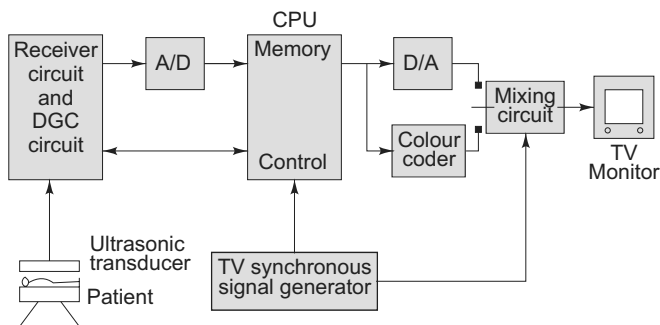 CPU
Receiver
circuit
and
DGC
circuit
A/D
Memory
Control
D/A
Colour
coder
Mixing
circuit
TV
Monitor
Ultrasonic
transducer
Patient
TV synchronous
signal generator